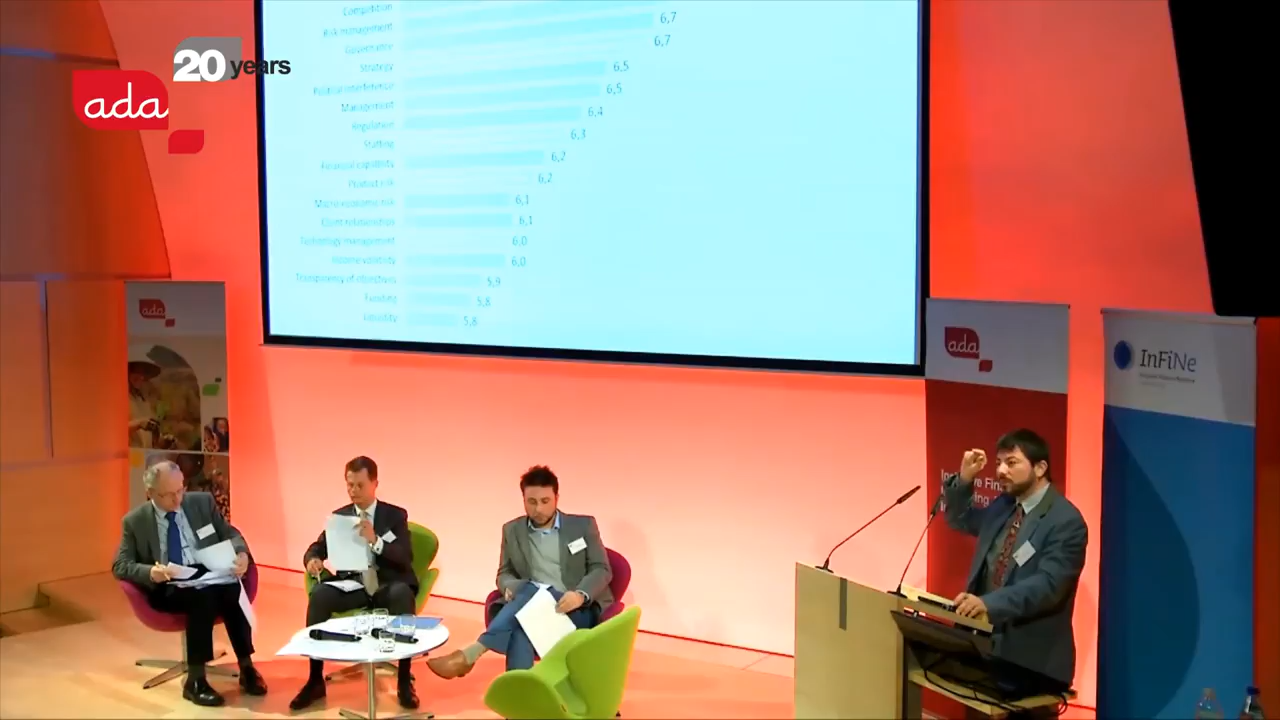 20 years
ada
Competition
6,7
Risk management
6,7
Governance
Strategy
6,5
Political interference
6,5
Management
6,4
Regulation
6,3
Staffing
6,2
Financial capability
6,2
Product risk
6,1
Macro-economic risk
6,1
Client relationships
6,0
Technology management
6,0
Income volatility
5,9
Transparency of objectives
5,8
Funding
5,8
Liquidity
ada
ada
InFiNe